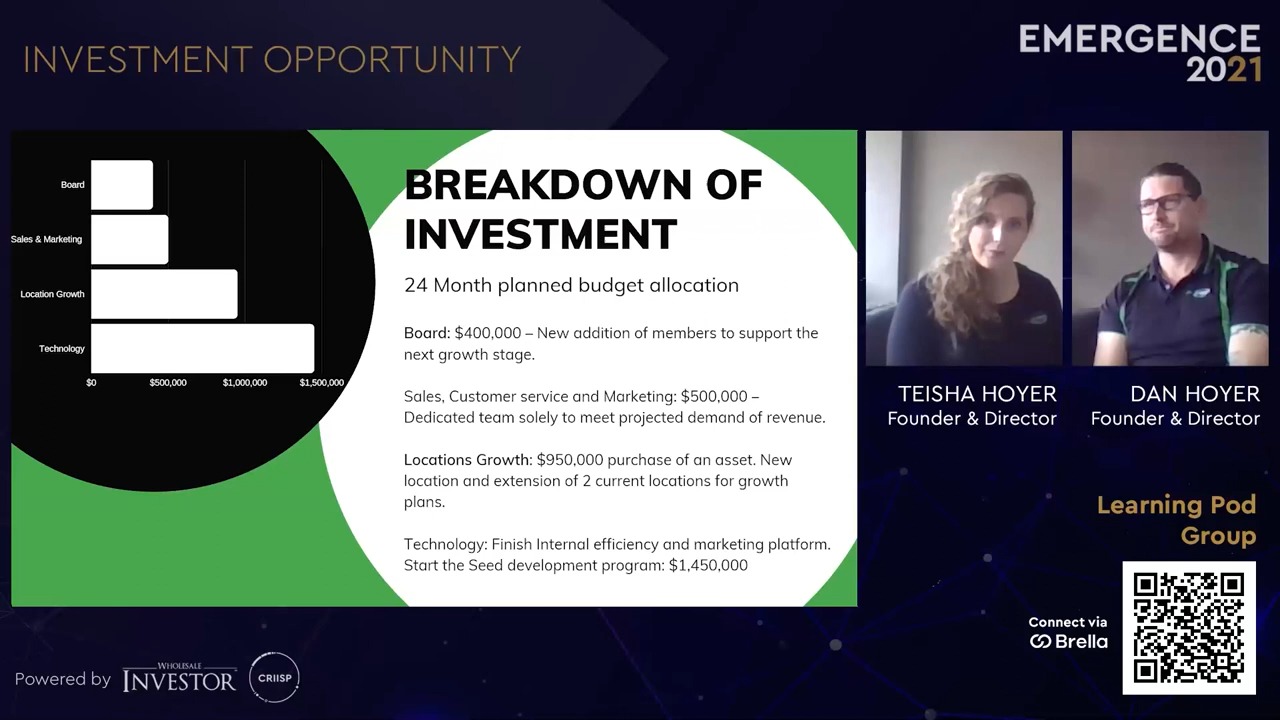 INVESTMENT OPPORTUNITY
EMERGENCE
2021
Board
Sales & Marketing
Location Growth
Technology
$0 $500,000 $1,000,000 $1,500,000
BREAKDOWN OF
INVESTMENT
24 Month planned budget allocation
Board: $400,000 – New addition of members to support the
next growth stage.
Sales, Customer service and Marketing: $500,000 –
Dedicated team solely to meet projected demand of revenue.
Locations Growth: $950,000 purchase of an asset. New
location and extension of 2 current locations for growth
plans.
Technology: Finish Internal efficiency and marketing platform.
Start the Seed development program: $1,450,000
TEISHA HOYER
Founder & Director
DAN HOYER
Founder & Director
Learning Pod
Group
Connect via
Brella
Powered by
WHOLESALE
INVESTOR
CRIISP